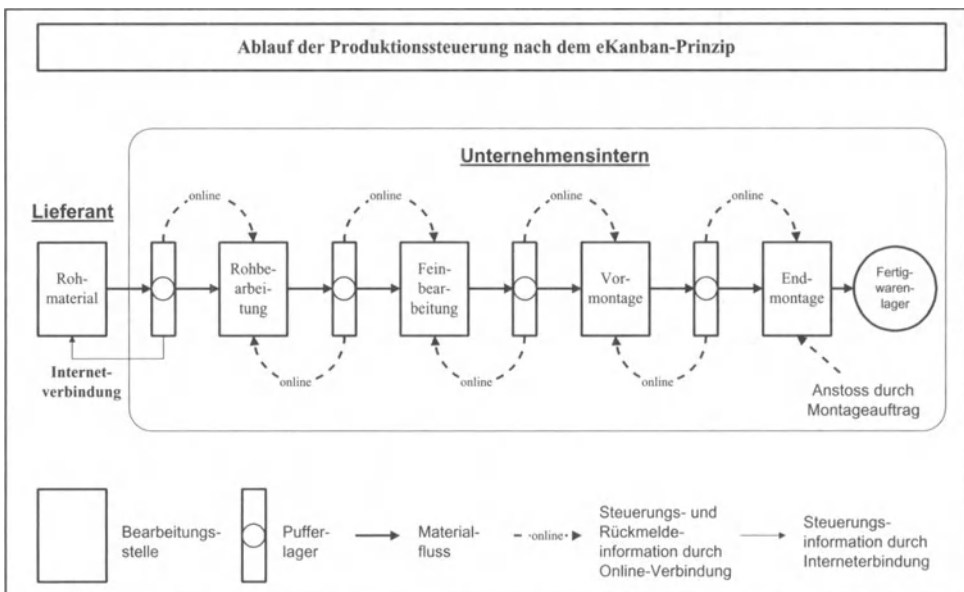 Ablauf der Produktionssteuerung nach dem eKanban-Prinzip
Unternehmensintern
Lieferant
online
online
online
online
Roh-
material
Rohbe-
arbei-
tung
Fein-
bear-
beitung
Vor-
montage
End-
montage
Fertig-
waren-
lager
online
online
online
Internet-
verbindung
Anstoss durch
Montageauftrag
Bearbeitungs-
stelle
Puffer-
lager
Material-
fluss
online
Steuerungs- und
Rückmelde-
information durch
Online-Verbindung
Steuerungs-
information durch
Interneterbindung